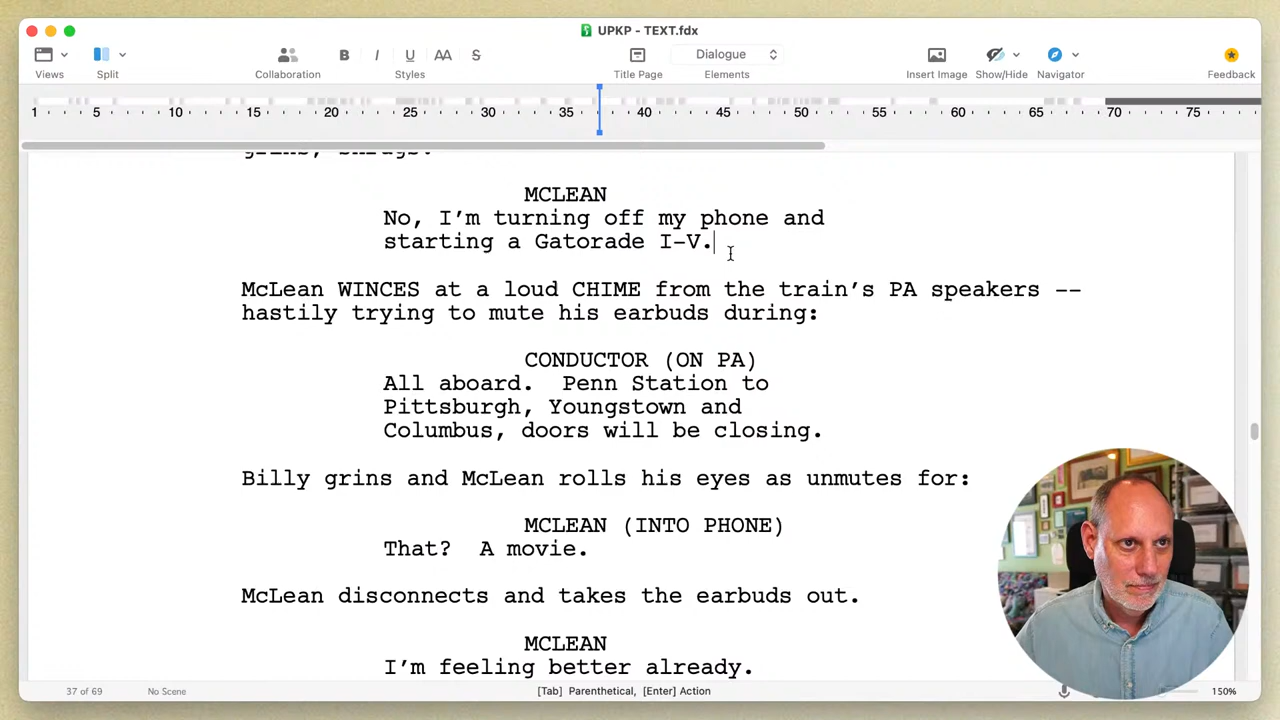 UPKP - TEXT.fdx
Views
Split
Collaboration
B I U AA S
Styles
Title Page
Dialogue
Elements
Insert Image
Show/Hide
Navigator
Feedback
1 5 10 15 20 25 30 35 40 45 50 55 60 65 70 75
MCLEAN
No, I’m turning off my phone and
starting a Gatorade I-V.
McLean WINCES at a loud CHIME from the train’s PA speakers --
hastily trying to mute his earbuds during:
CONDUCTOR (ON PA)
All aboard.  Penn Station to
Pittsburgh, Youngstown and
Columbus, doors will be closing.
Billy grins and McLean rolls his eyes as unmutes for:
MCLEAN (INTO PHONE)
That?  A movie.
McLean disconnects and takes the earbuds out.
MCLEAN
I’m feeling better already.
37 of 69
No Scene
[Tab] Parenthetical, [Enter] Action
150%